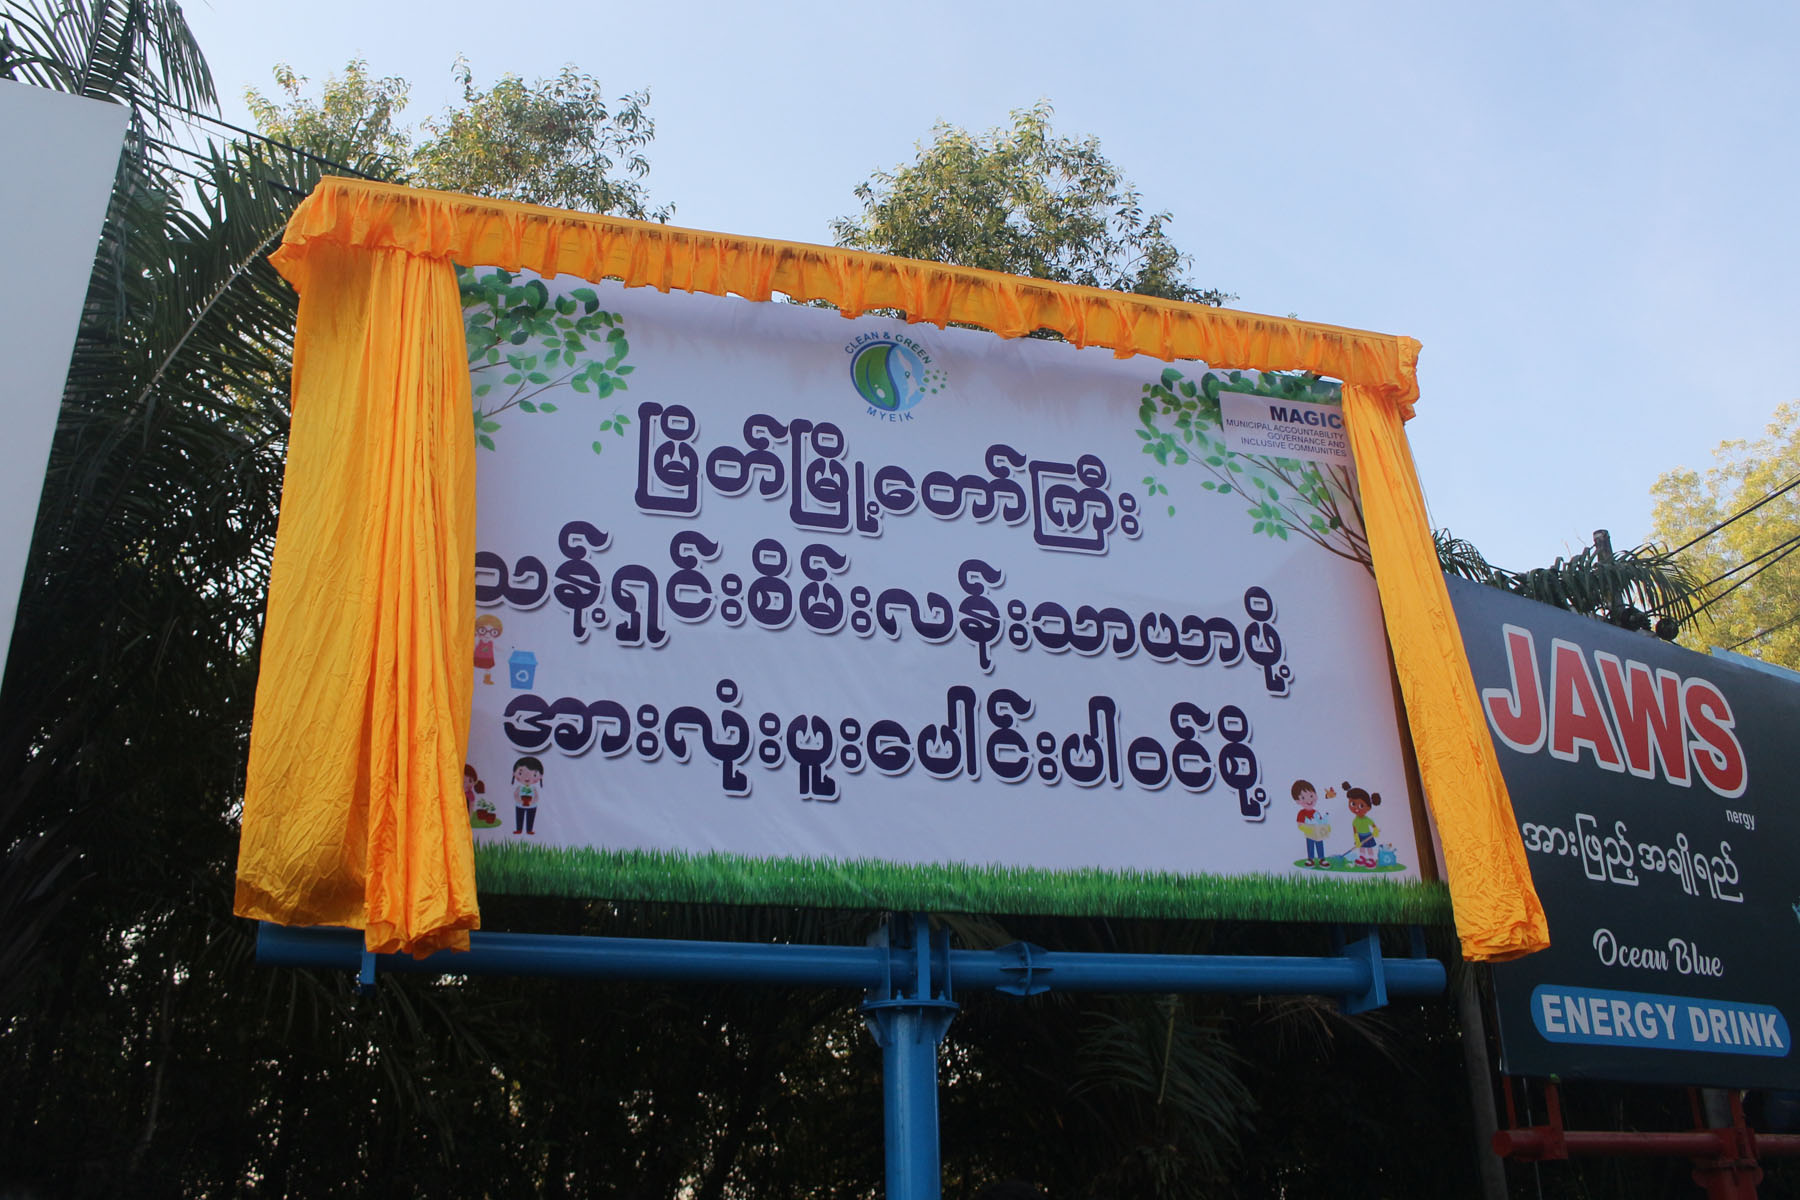 CLEAN & GREEN
MYEIK
MAGIC
MUNICIPAL ACCOUNTABILITY
GOVERNANCE AND
INCLUSIVE COMMUNITIES
မြိတ်မြို့တော်ကြီး
သန့်ရှင်းစိမ်းလန်းသာယာဖို့
အားလုံးပူးပေါင်းပါဝင်စို့
JAWS
nergy
အားဖြည့်အချိုရည်
Ocean Blue
ENERGY DRINK